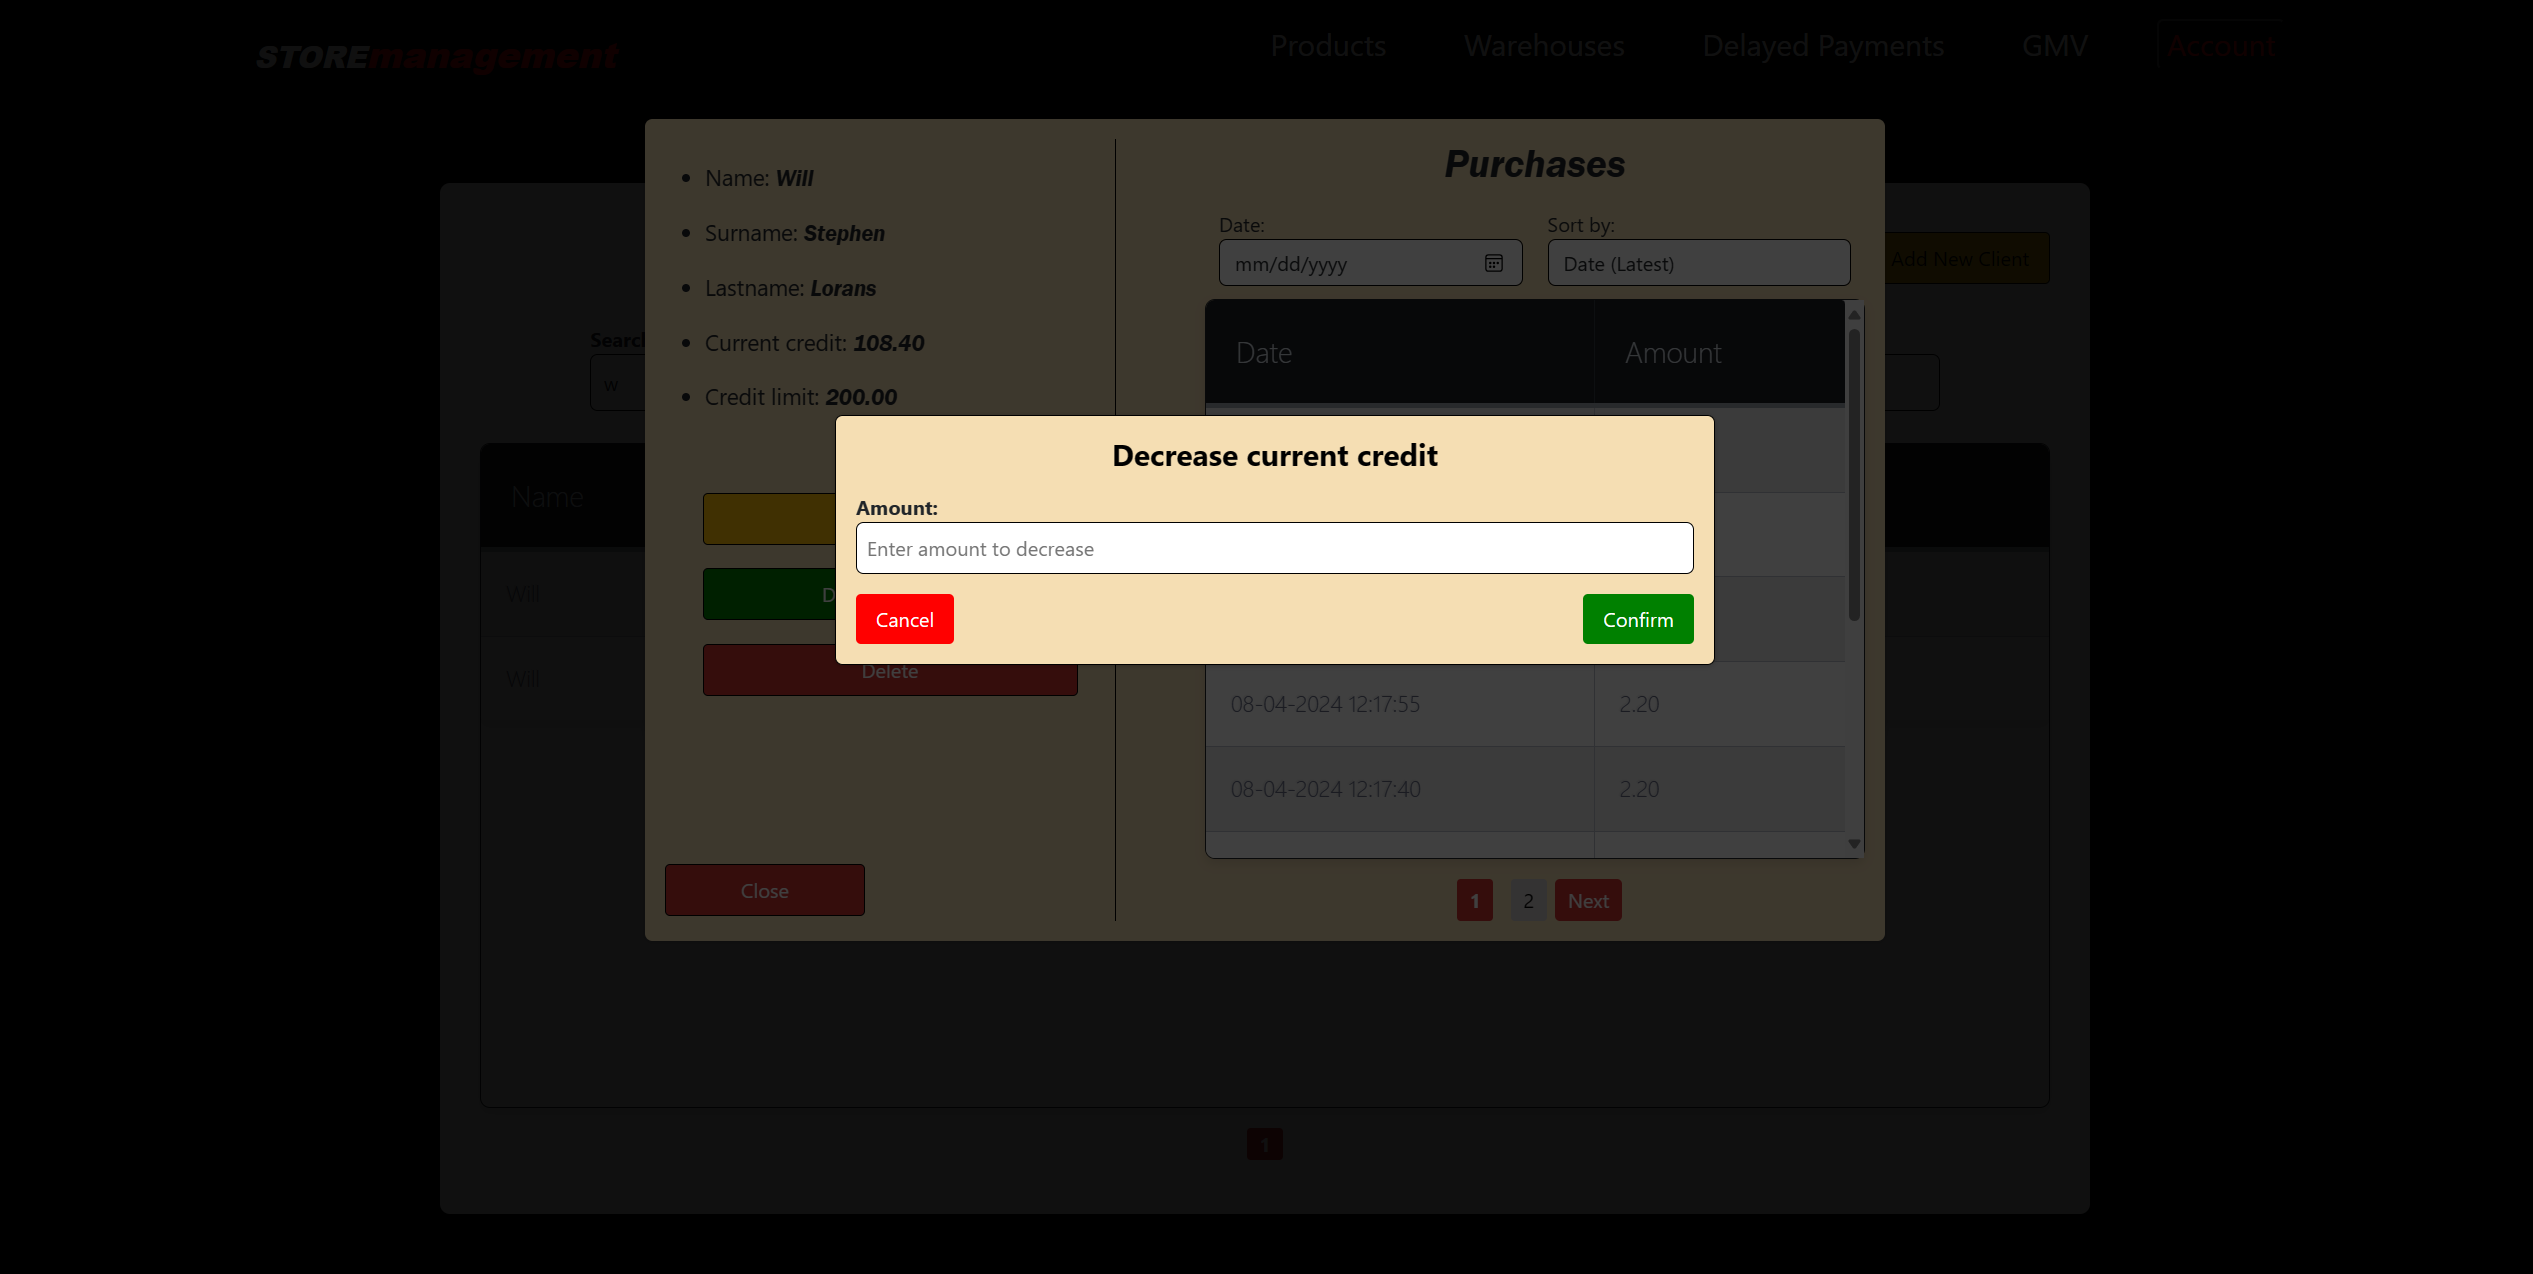 STOREmanagement
Products Warehouses Delayed Payments GMV Account
Name: Will
Surname: Stephen
Lastname: Lorans
Current credit: 108.40
Credit limit: 200.00
Delete
Close
Purchases
Date: Sort by:
mm/dd/yyyy Date (Latest)
Date Amount
08-04-2024 12:17:55 2.20
08-04-2024 12:17:40 2.20
1 2 Next
Decrease current credit
Amount:
Enter amount to decrease
Cancel Confirm
Add New Client
w
Name
Will
Will
1